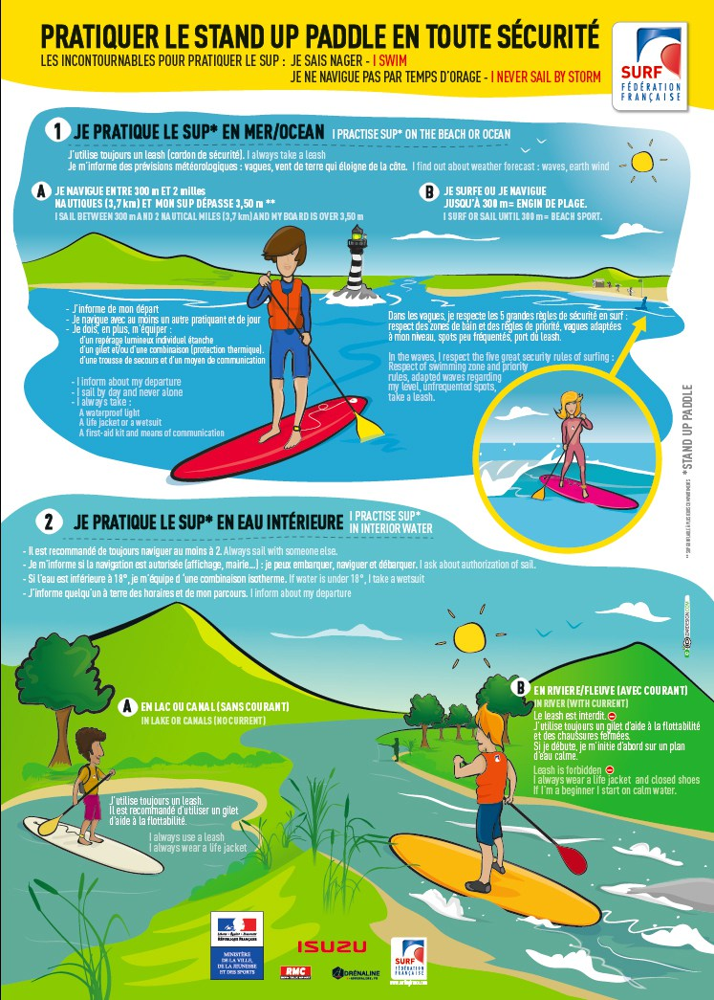 PRATIQUER LE STAND UP PADDLE EN TOUTE SÉCURITÉ
LES INCONTOURNABLES POUR PRATIQUER LE SUP : JE SAIS NAGER - I SWIM
JE NE NAVIGUE PAS PAR TEMPS D'ORAGE - I NEVER SAIL BY STORM
SURF
FÉDÉRATION
FRANÇAISE
1 JE PRATIQUE LE SUP* EN MER/OCEAN I PRACTISE SUP* ON THE BEACH OR OCEAN
J'utilise toujours un leash (cordon de sécurité). I always take a leash
Je m'informe des prévisions météorologiques : vagues, vent de terre qui éloigne de la côte. I find out about weather forecast : waves, earth wind
A JE NAVIGUE ENTRE 300 m ET 2 milles
NAUTIQUES (3,7 km) ET MON SUP DÉPASSE 3,50 m **
I SAIL BETWEEN 300 m AND 2 NAUTICAL MILES (3,7 km) AND MY BOARD IS OVER 3,50 m
B JE SURFE OU JE NAVIGUE
JUSQU'À 300 m = ENGIN DE PLAGE.
I SURF OR SAIL UNTIL 300 m = BEACH SPORT.
- J'informe de mon départ
- Je navigue avec au moins un autre pratiquant et de jour
- Je dois, en plus, m'équiper :
d'un repérage lumineux individuel étanche
d'un gilet et/ou d'une combinaison (protection thermique).
d'une trousse de secours et d'un moyen de communication
- I inform about my departure
- I sail by day and never alone
- I always take :
A waterproof light
A life jacket or a wetsuit
A first-aid kit and means of communication
Dans les vagues, je respecte les 5 grandes règles de sécurité en surf :
respect des zones de bain et des règles de priorité, vagues adaptées
à mon niveau, spots peu fréquentés, port du leash.
In the waves, I respect the five great security rules of surfing :
Respect of swimming zone and priority
rules, adapted waves regarding
my level, unfrequented spots,
take a leash.
*STAND UP PADDLE
2 JE PRATIQUE LE SUP* EN EAU INTÉRIEURE I PRACTISE SUP*
IN INTERIOR WATER
- Il est recommandé de toujours naviguer au moins à 2. Always sail with someone else.
- Je m'informe si la navigation est autorisée (affichage, mairie...) : je peux embarquer, naviguer et débarquer. I ask about authorization of sail.
- Si l'eau est inférieure à 18°, je m'équipe d 'une combinaison isotherme. If water is under 18°, I take a wetsuit
- J'informe quelqu'un à terre des horaires et de mon parcours. I inform about my departure
A EN LAC OU CANAL (SANS COURANT)
IN LAKE OR CANALS (NO CURRENT)
J'utilise toujours un leash.
Il est recommandé d'utiliser un gilet
d'aide à la flottabilité.
I always use a leash
I always wear a life jacket
B EN RIVIERE/FLEUVE (AVEC COURANT)
IN RIVER (WITH CURRENT)
Le leash est interdit.
J'utilise toujours un gilet d'aide à la flottabilité
et des chaussures fermées.
Si je débute, je m'initie d'abord sur un plan
d'eau calme.
Leash is forbidden
I always wear a life jacket and closed shoes
If I'm a beginner I start on calm water.
RÉPUBLIQUE FRANÇAISE
MINISTÈRE
DE LA VILLE,
DE LA JEUNESSE
ET DES SPORTS
ISUZU
RMC
ADRÉNALINE
SURF
FÉDÉRATION
FRANÇAISE
www.surfingfrance.com